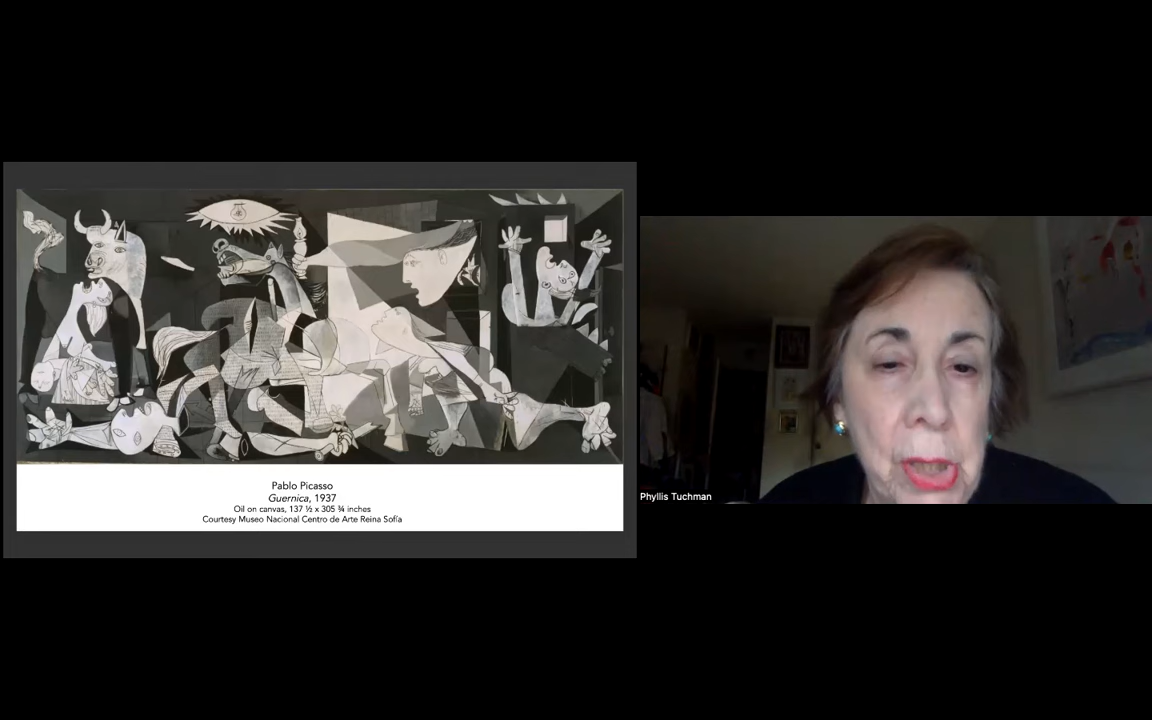 Pablo Picasso
Guernica, 1937
Oil on canvas, 137 ½ x 305 ¾ inches
Courtesy Museo Nacional Centro de Arte Reina Sofía
Phyllis Tuchman